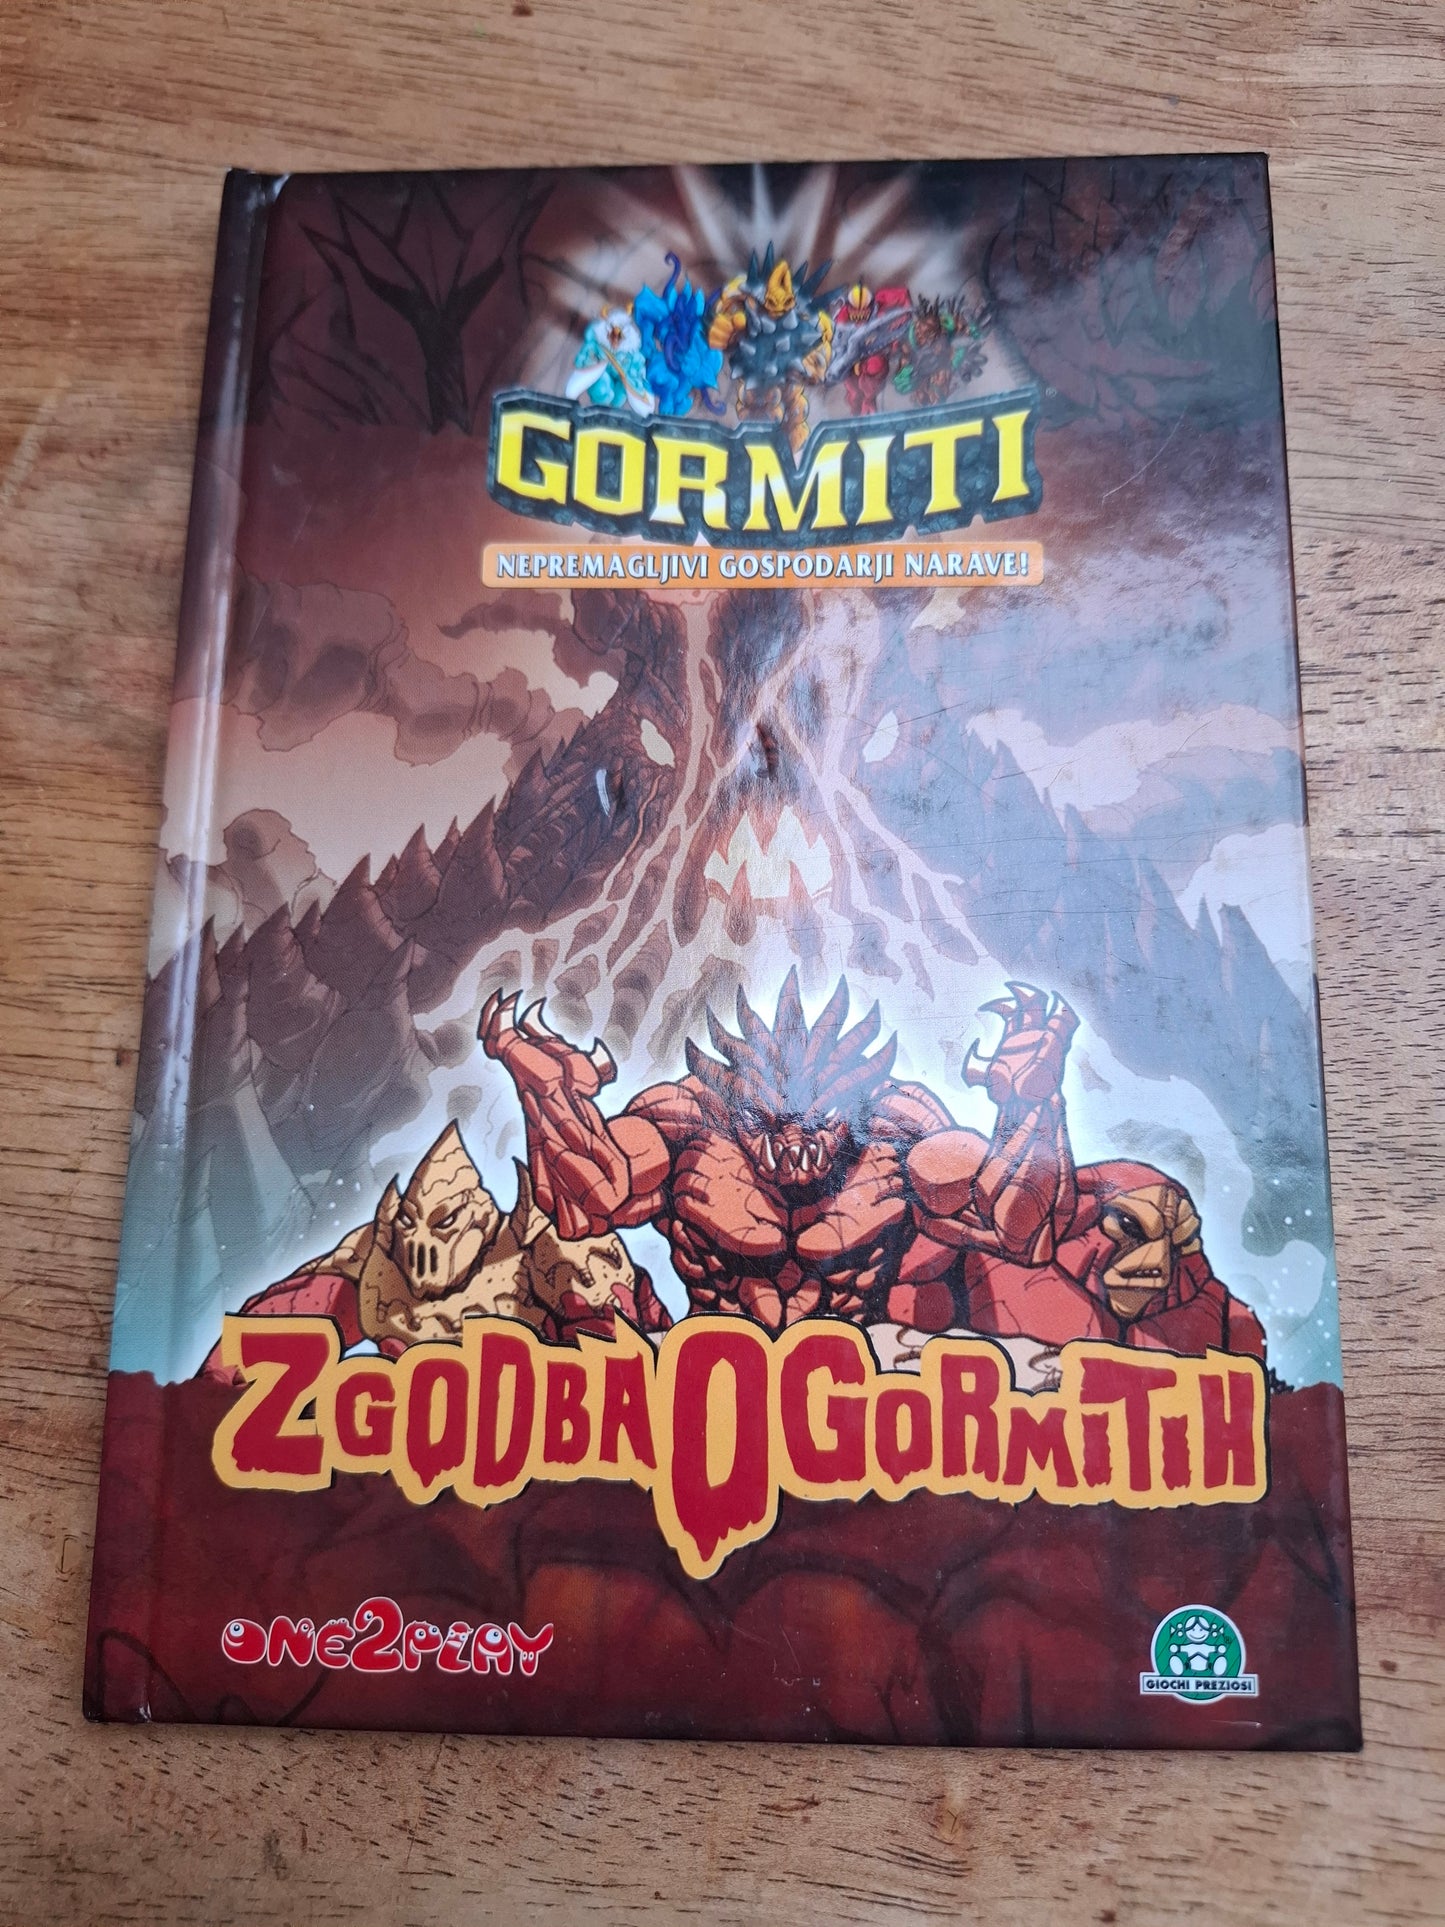 GORMITI
NEPREMAGLJIVI GOSPODARJI NARAVE!
ZGODBA O GORMITIH
ONE2PLAY
GIOCHI PREZIOSI